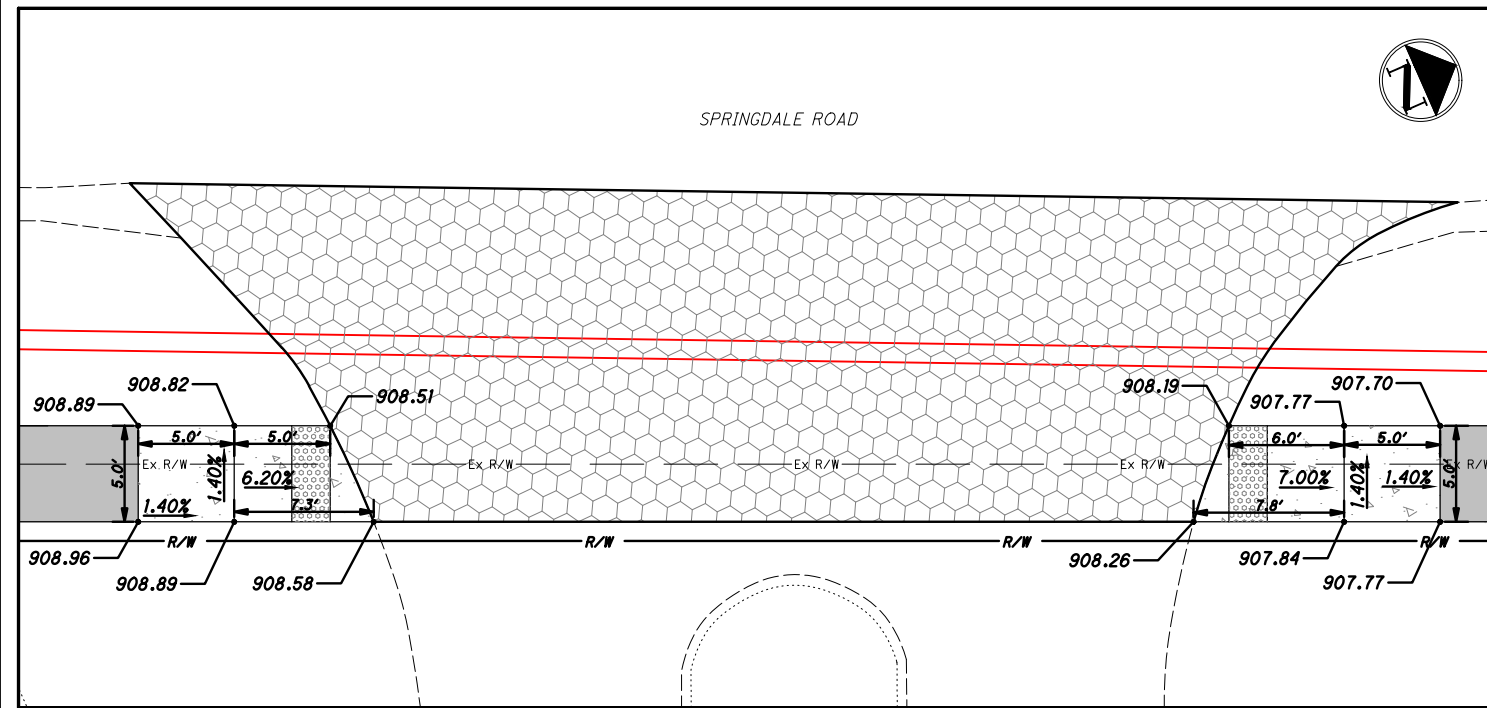 SPRINGDALE ROAD
N
908.82
908.89
908.51
908.19
907.70
907.77
5.0'
5.0'
6.0'
5.0'
Ex R/W
Ex R/W
Ex R/W
Ex R/W
Ex R/W
5.0'
1.40%
6.20%
7.00%
1.40%
1.40%
5.0'
1.40%
7.3'
7.8'
R/W
R/W
R/W
R/W
908.96
908.89
908.58
908.26
907.84
907.77